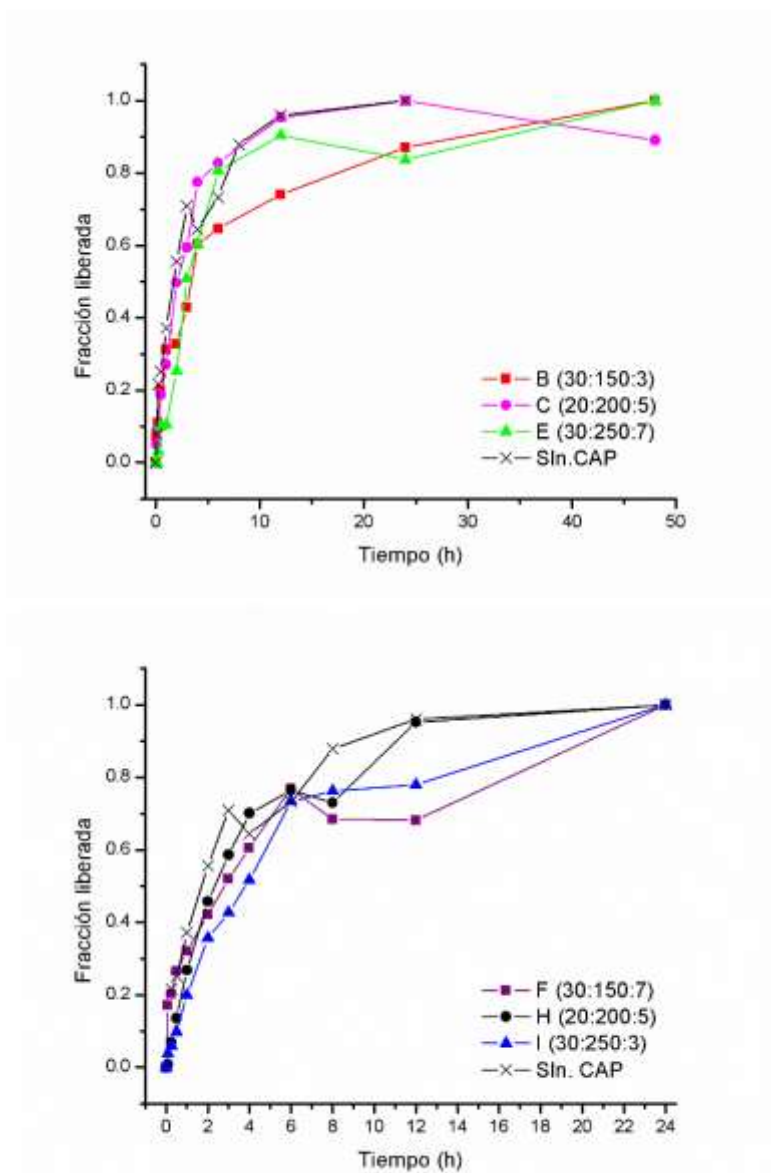 1.0
0.8
0.6
0.4
0.2
0.0
Fracción liberada
B (30:150:3)
C (20:200:5)
E (30:250:7)
Sln.CAP
0 10 20 30 40 50
Tiempo (h)
1.0
0.8
0.6
0.4
0.2
0.0
Fracción liberada
F (30:150:7)
H (20:200:5)
I (30:250:3)
Sln. CAP
0 2 4 6 8 10 12 14 16 18 20 22 24
Tiempo (h)